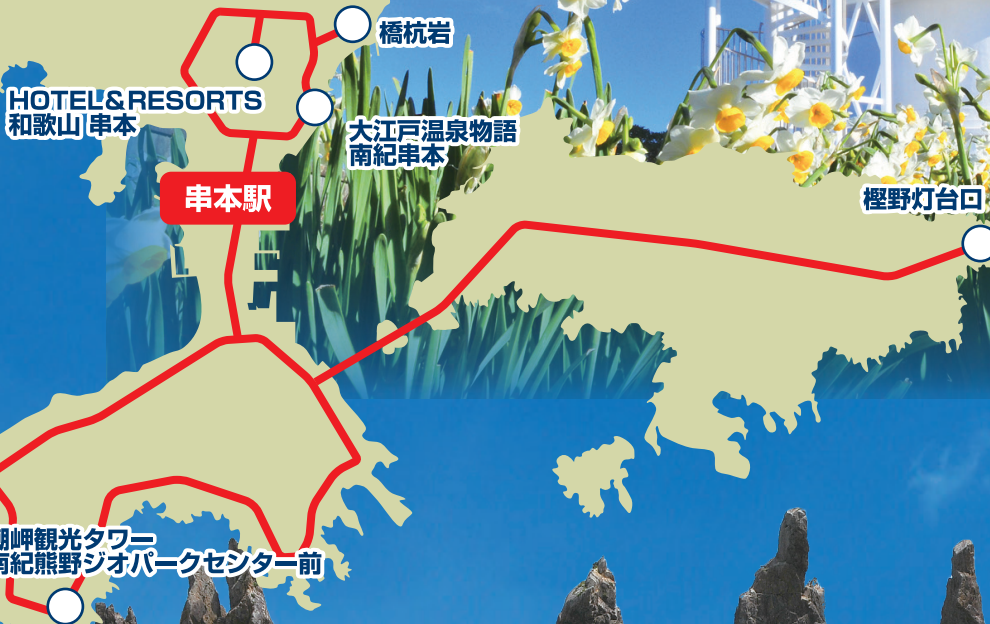 橋杭岩
HOTEL&RESORTS
和歌山 串本
大江戸温泉物語
南紀串本
串本駅
樫野灯台口
岬観光タワー
南紀熊野ジオパークセンター前